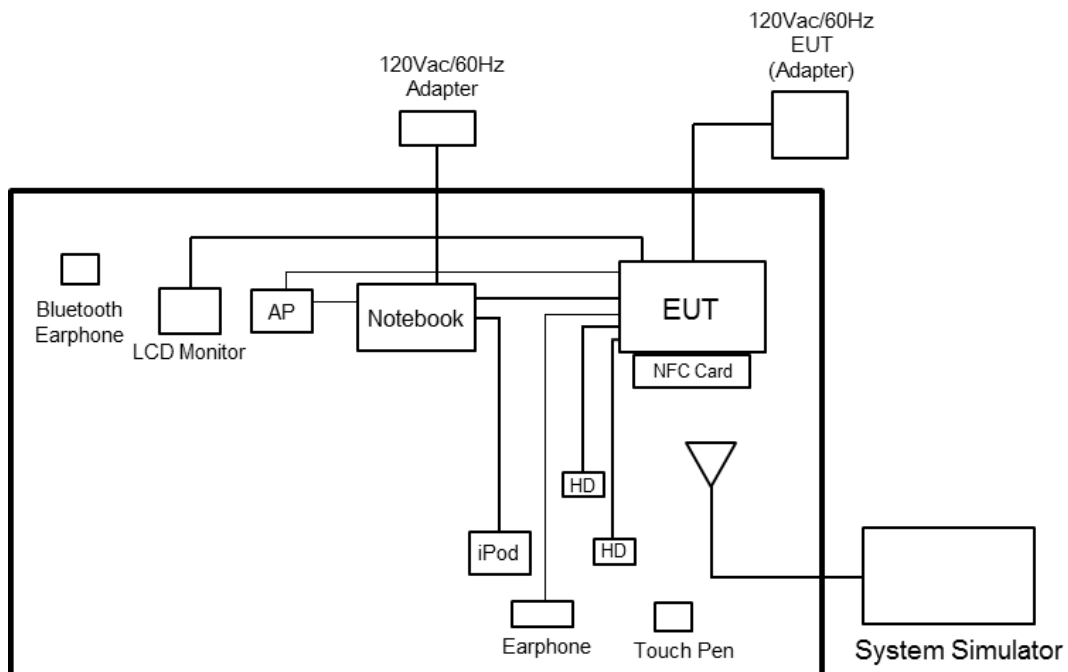 120Vac/60Hz
EUT
(Adapter)
120Vac/60Hz
Adapter
Bluetooth
Earphone
LCD Monitor
AP
Notebook
EUT
NFC Card
HD
HD
iPod
Earphone
Touch Pen
System Simulator